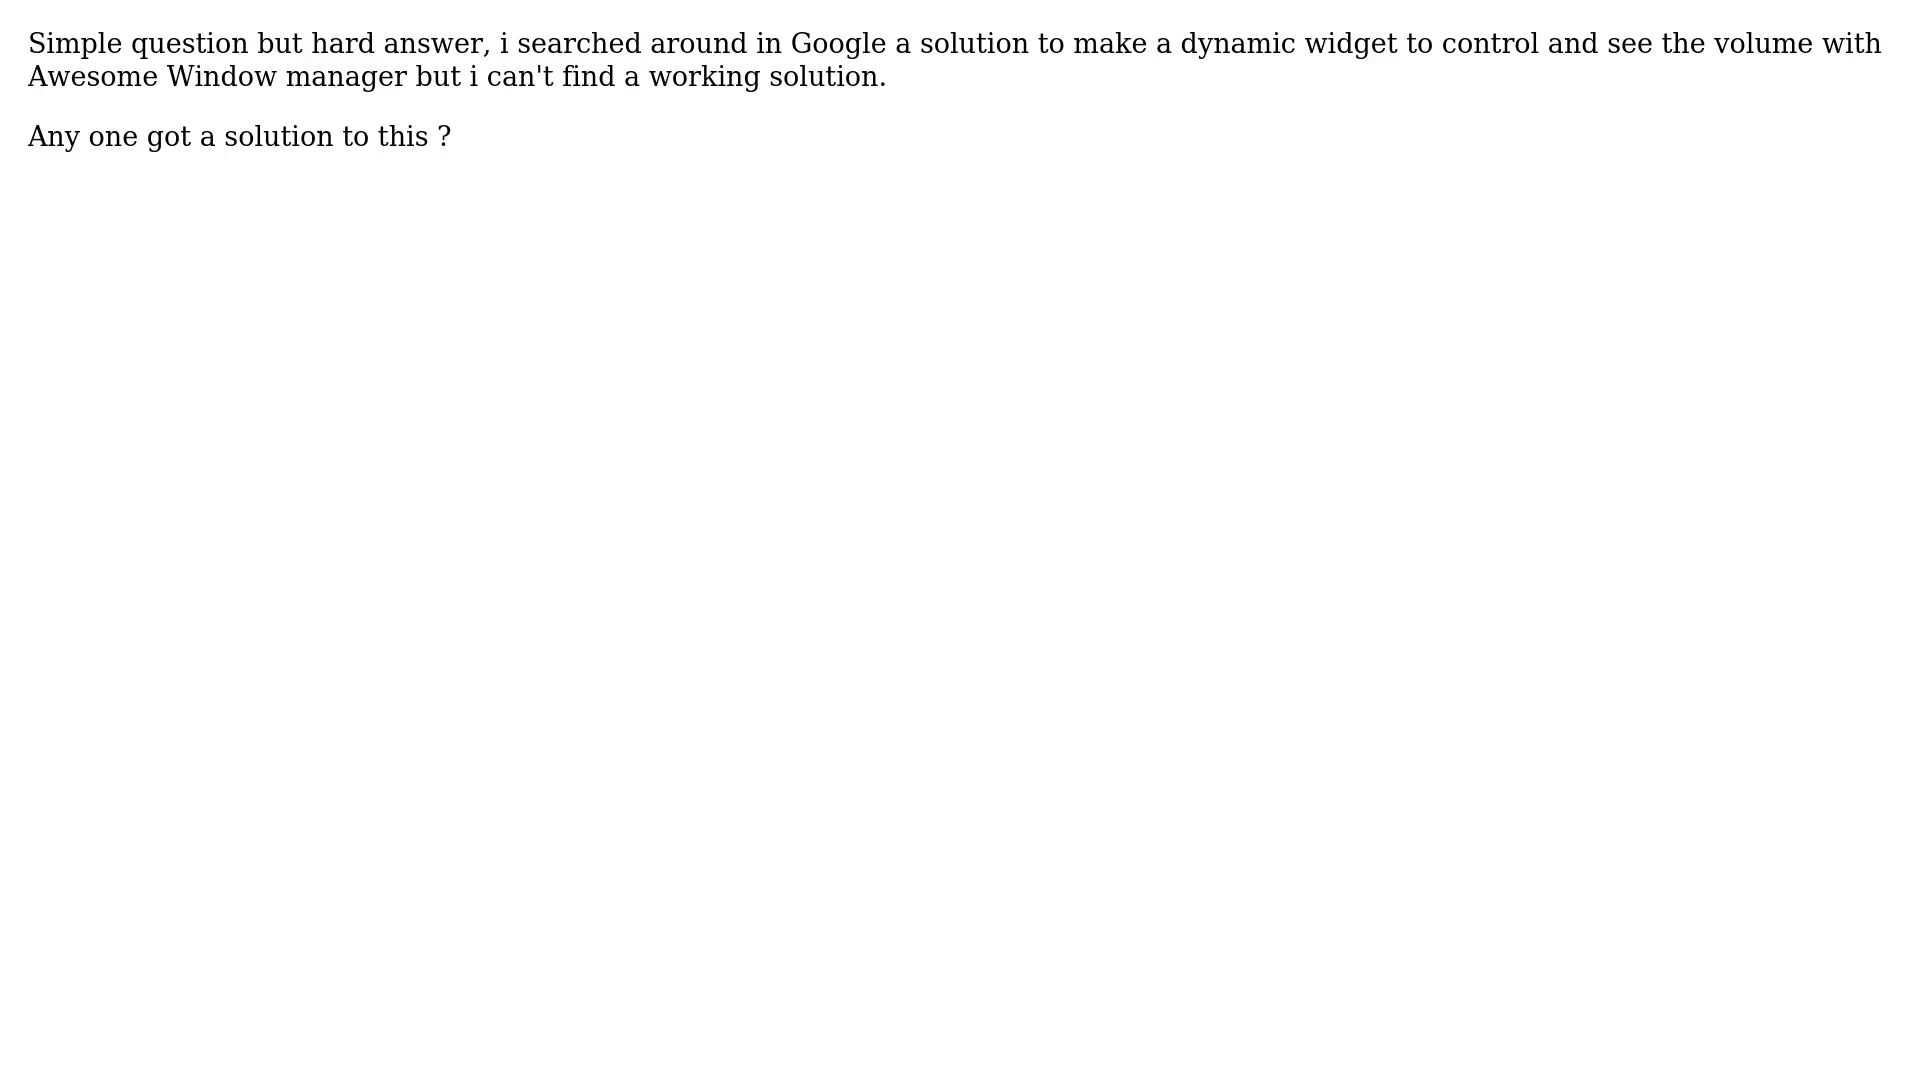 Simple question but hard answer, i searched around in Google a solution to make a dynamic widget to control and see the volume with
Awesome Window manager but i can't find a working solution.
Any one got a solution to this ?